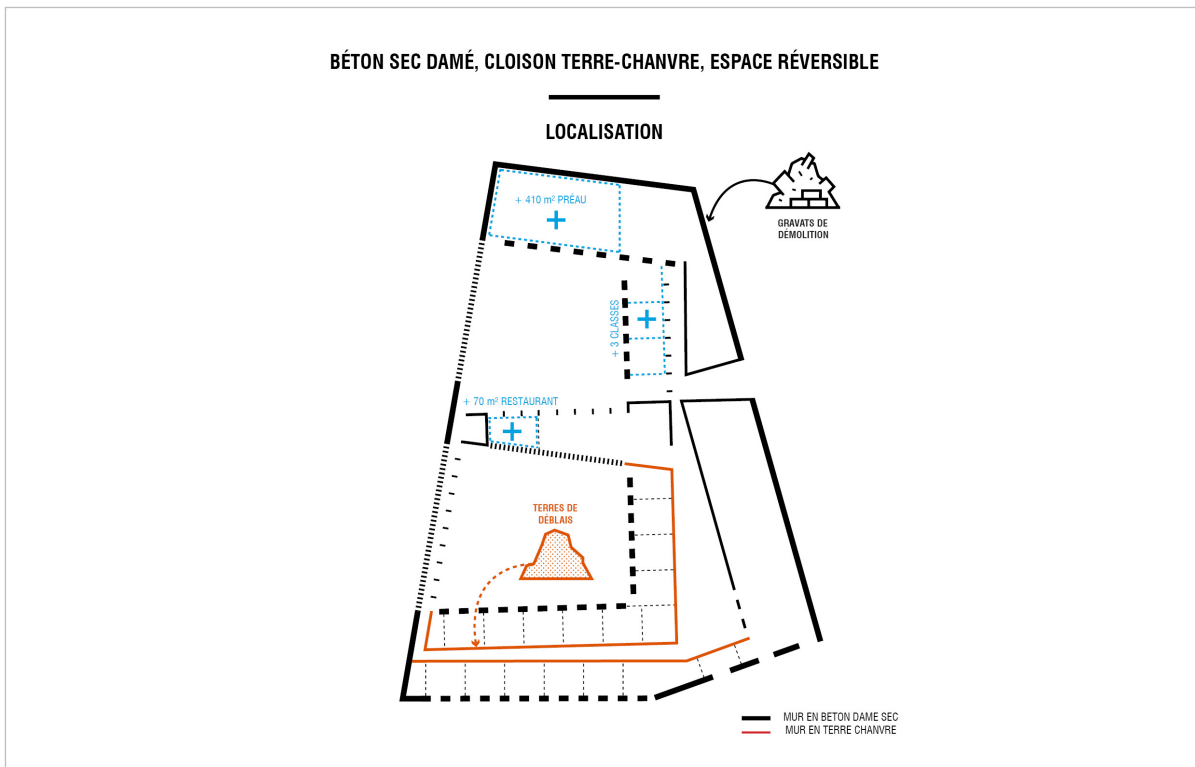 BÉTON SEC DAMÉ, CLOISON TERRE-CHANVRE, ESPACE RÉVERSIBLE
LOCALISATION
+ 410 m² PRÉAU
GRAVATS DE
DÉMOLITION
+ 3 CLASSES
+ 70 m² RESTAURANT
TERRES DE
DÉBLAIS
MUR EN BETON DAME SEC
MUR EN TERRE CHANVRE